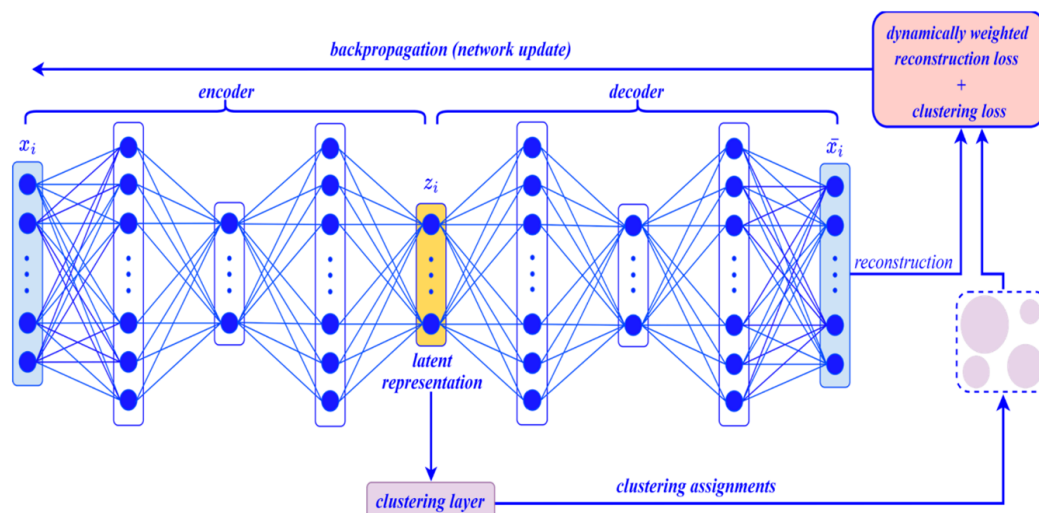 dynamically weighted
reconstruction loss
+
clustering loss
backpropagation (network update)
encoder
decoder
x_i
z_i
x̄_i
reconstruction
latent
representation
clustering layer
clustering assignments